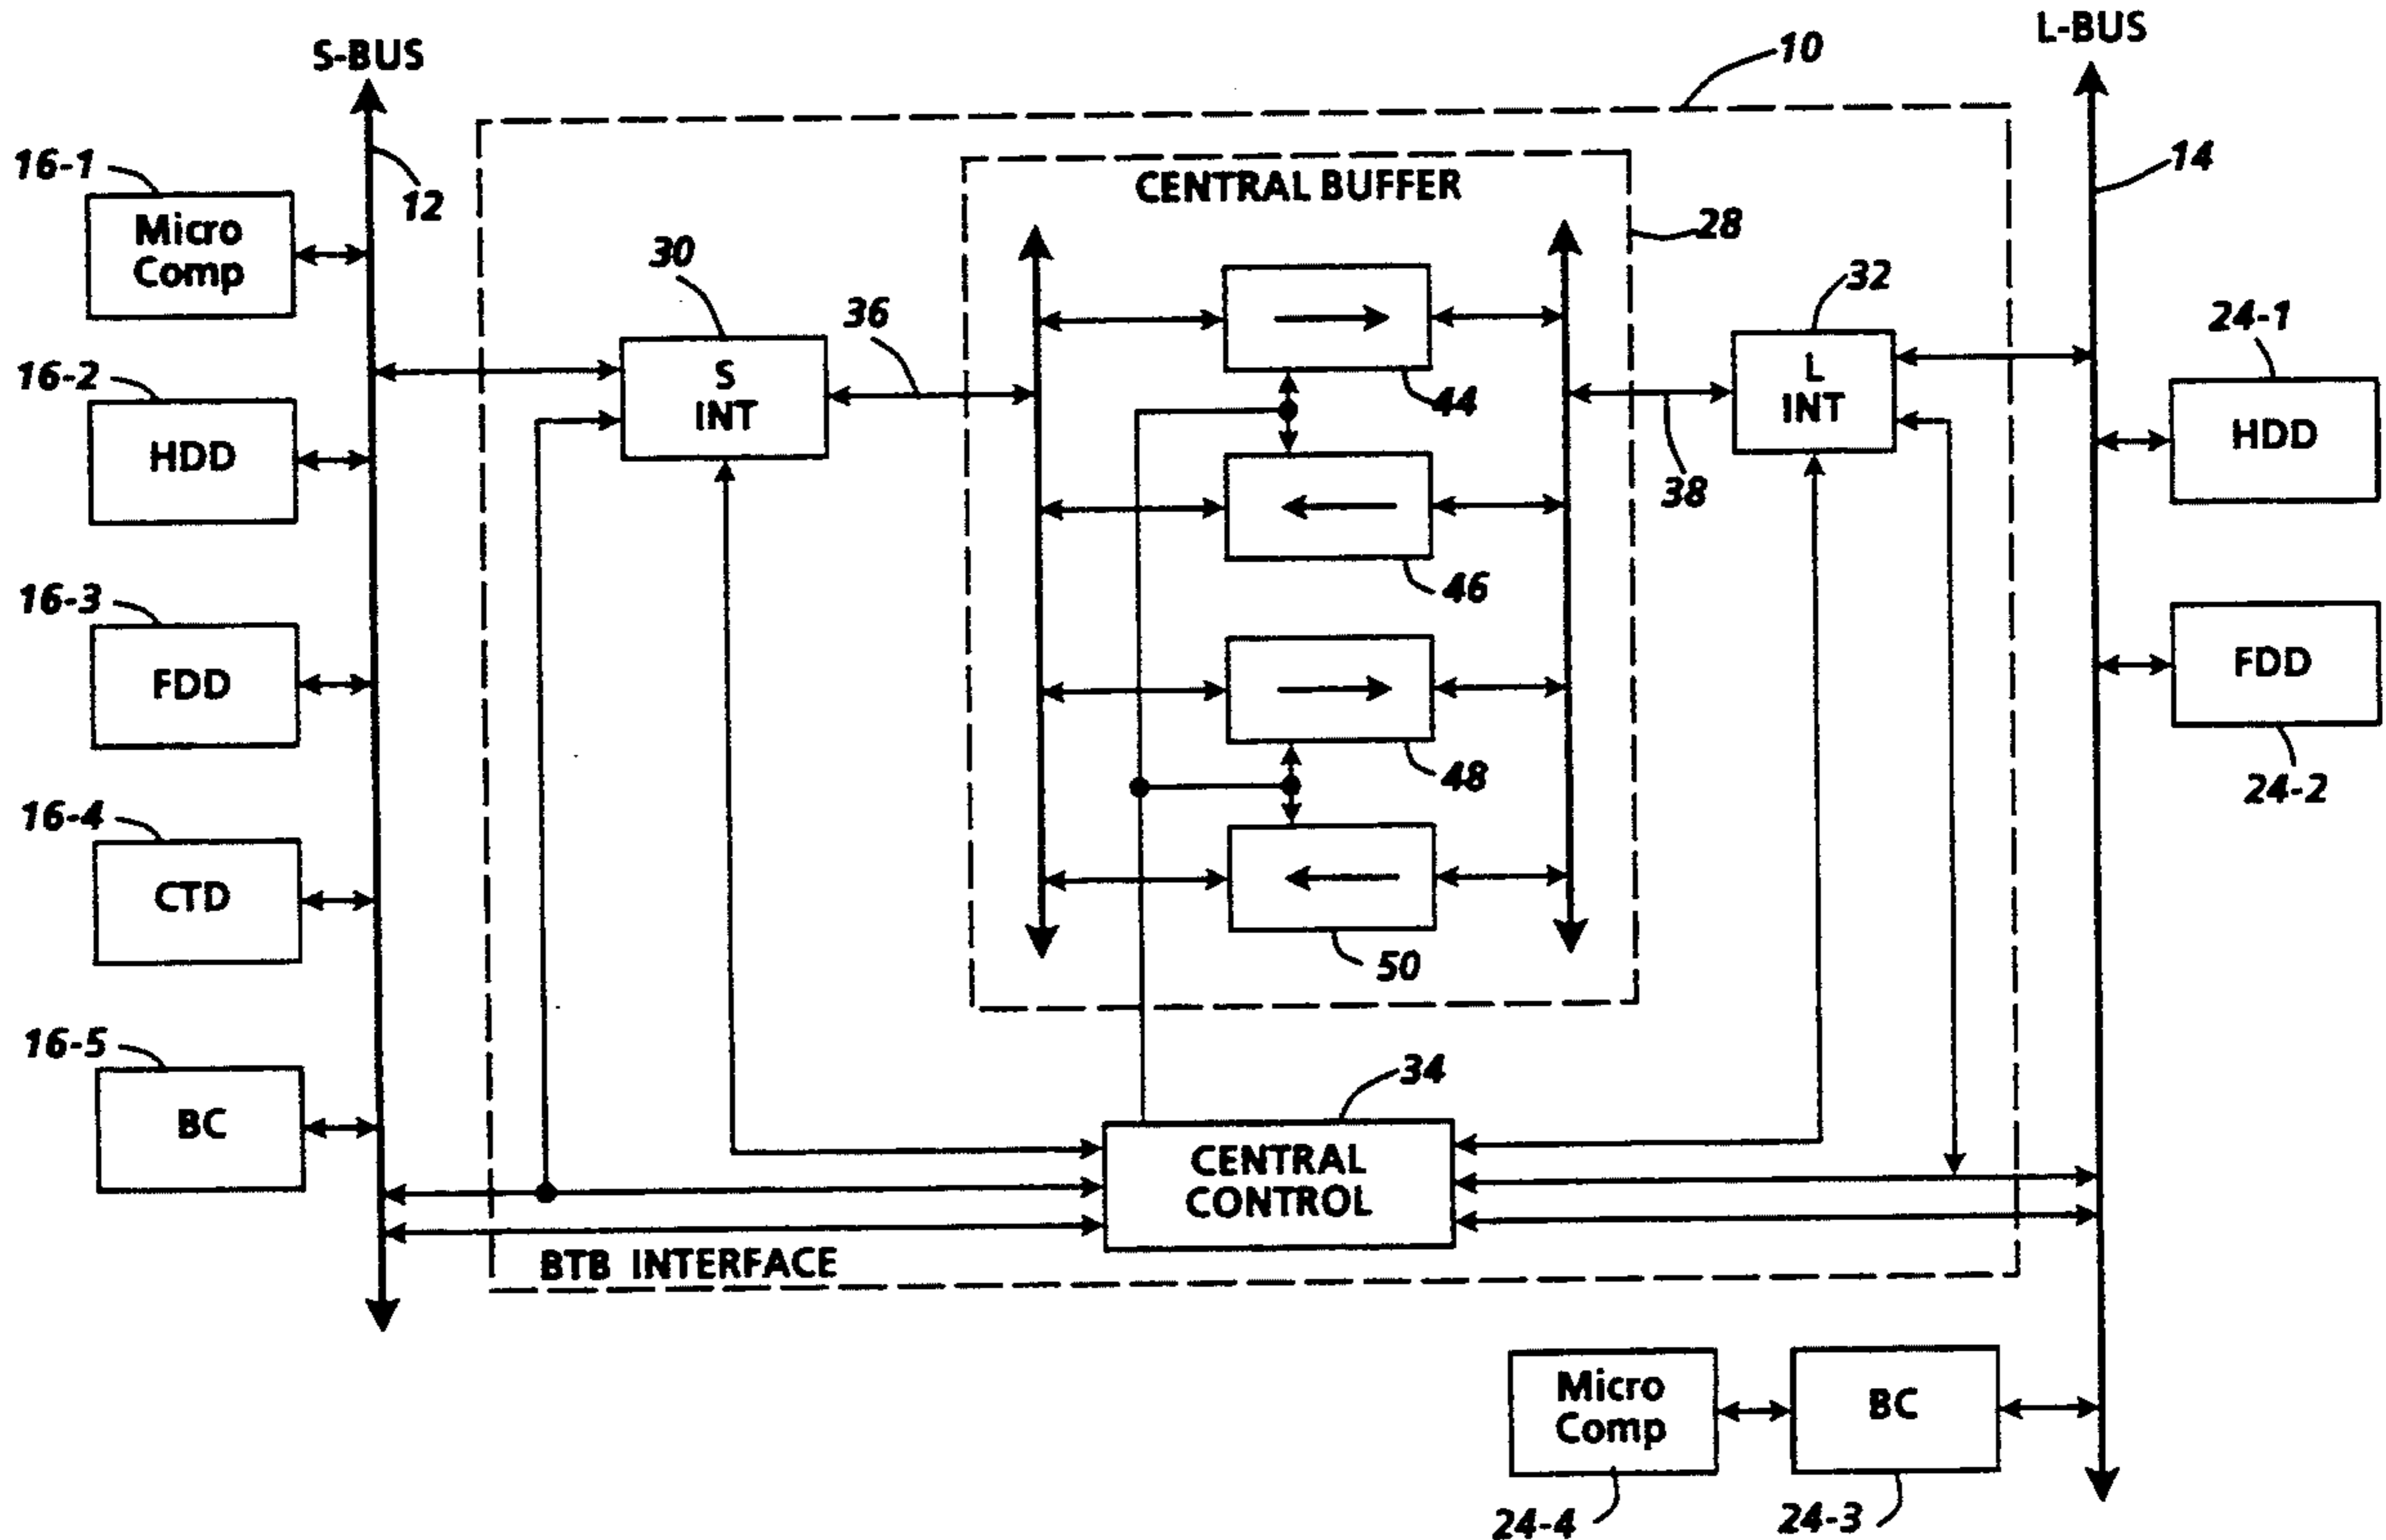 S-BUS
L-BUS
10
12
14
16-1
Micro
Comp
CENTRAL BUFFER
28
30
36
32
24-1
S
INT
L
INT
44
38
HDD
16-2
HDD
46
16-3
FDD
FDD
24-2
48
16-4
CTD
50
16-5
BC
34
CENTRAL
CONTROL
BTB INTERFACE
Micro
Comp
BC
24-4
24-3